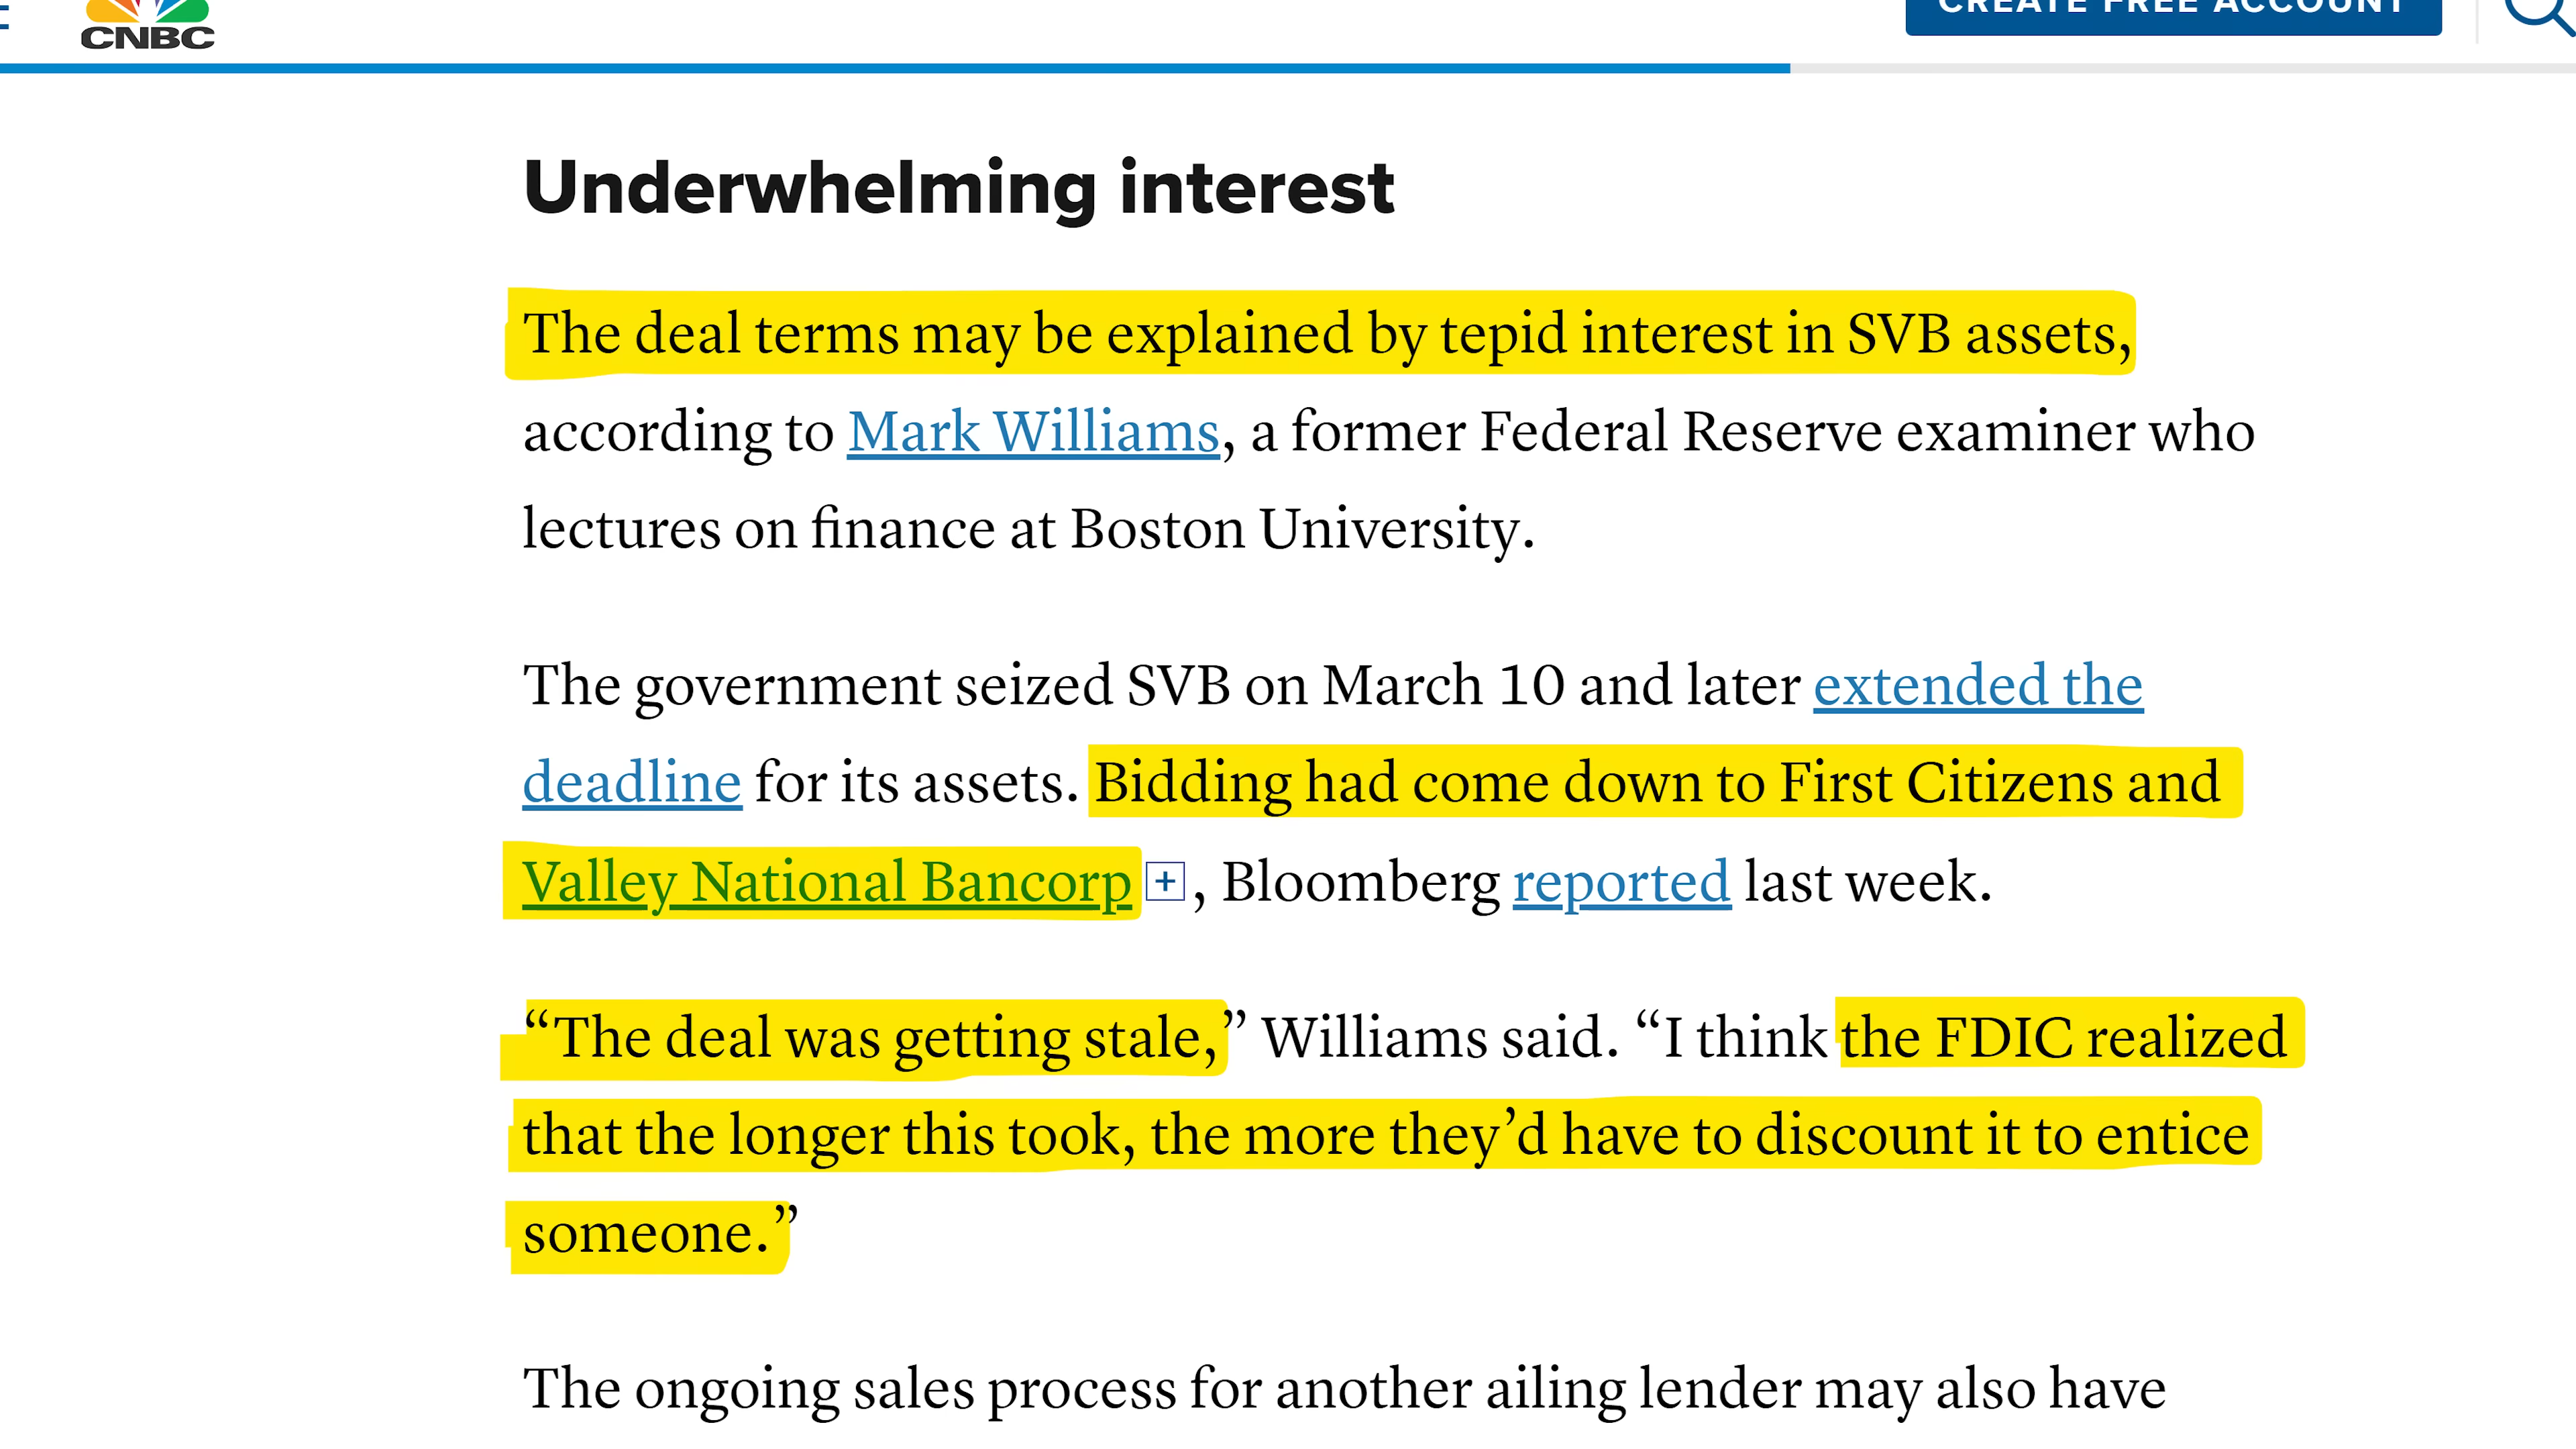 CNBC
CREATE FREE ACCOUNT
Underwhelming interest
The deal terms may be explained by tepid interest in SVB assets,
according to Mark Williams, a former Federal Reserve examiner who
lectures on finance at Boston University.
The government seized SVB on March 10 and later extended the
deadline for its assets. Bidding had come down to First Citizens and
Valley National Bancorp + , Bloomberg reported last week.
“The deal was getting stale,” Williams said. “I think the FDIC realized
that the longer this took, the more they’d have to discount it to entice
someone.”
The ongoing sales process for another ailing lender may also have